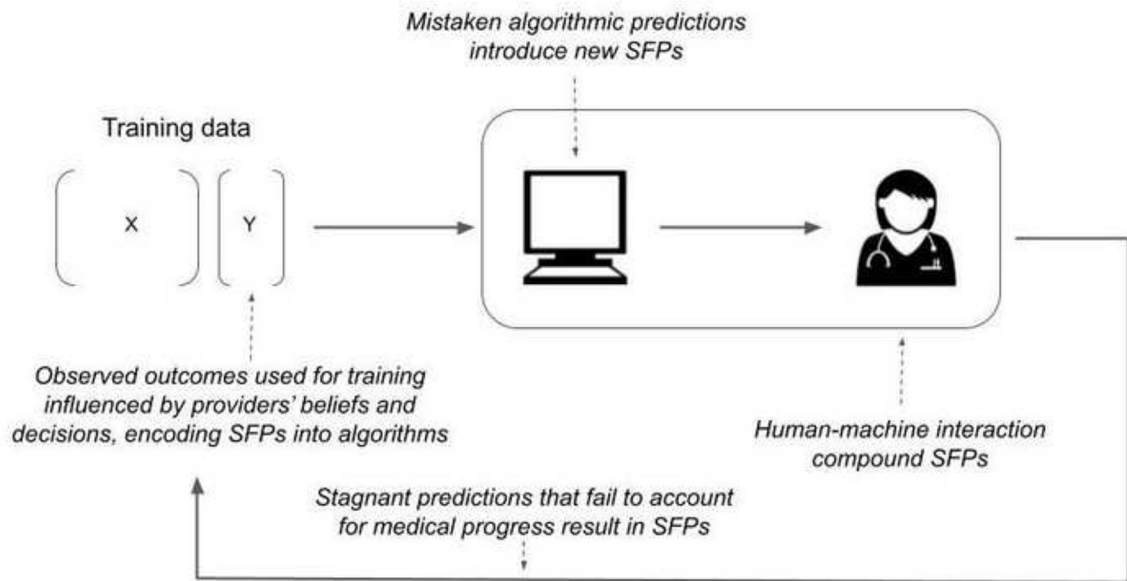 Mistaken algorithmic predictions
introduce new SFPs
Training data
X Y
Observed outcomes used for training
influenced by providers' beliefs and
decisions, encoding SFPs into algorithms
Human-machine interaction
compound SFPs
Stagnant predictions that fail to account
for medical progress result in SFPs